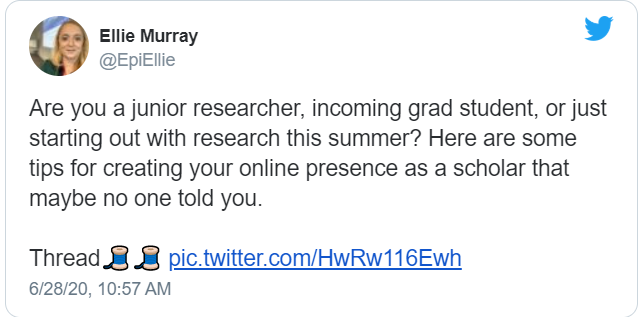 Ellie Murray
@EpiEllie
Are you a junior researcher, incoming grad student, or just
starting out with research this summer? Here are some
tips for creating your online presence as a scholar that
maybe no one told you.
Thread🧵🧵 pic.twitter.com/HwRw116Ewh
6/28/20, 10:57 AM